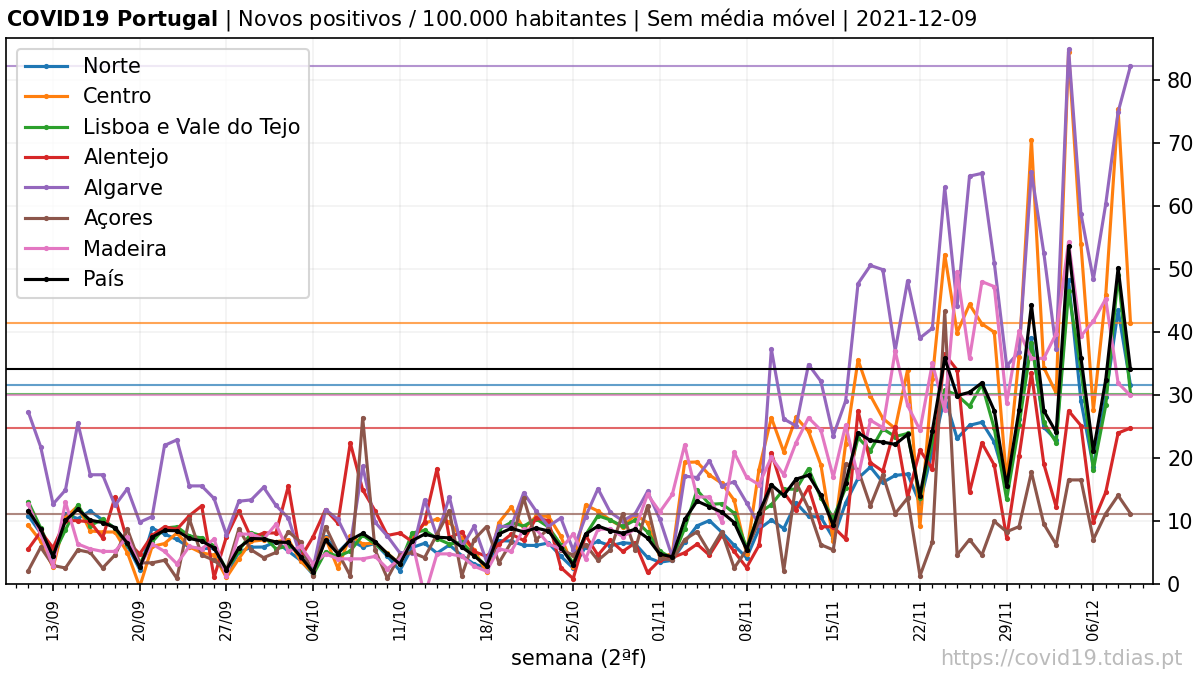 COVID19 Portugal | Novos positivos / 100.000 habitantes | Sem média móvel | 2021-12-09
Norte
Centro
Lisboa e Vale do Tejo
Alentejo
Algarve
Açores
Madeira
País
80
70
60
50
40
30
20
10
0
13/09 20/09 27/09 04/10 11/10 18/10 25/10 01/11 08/11 15/11 22/11 29/11 06/12
semana (2ªf)
https://covid19.tdias.pt